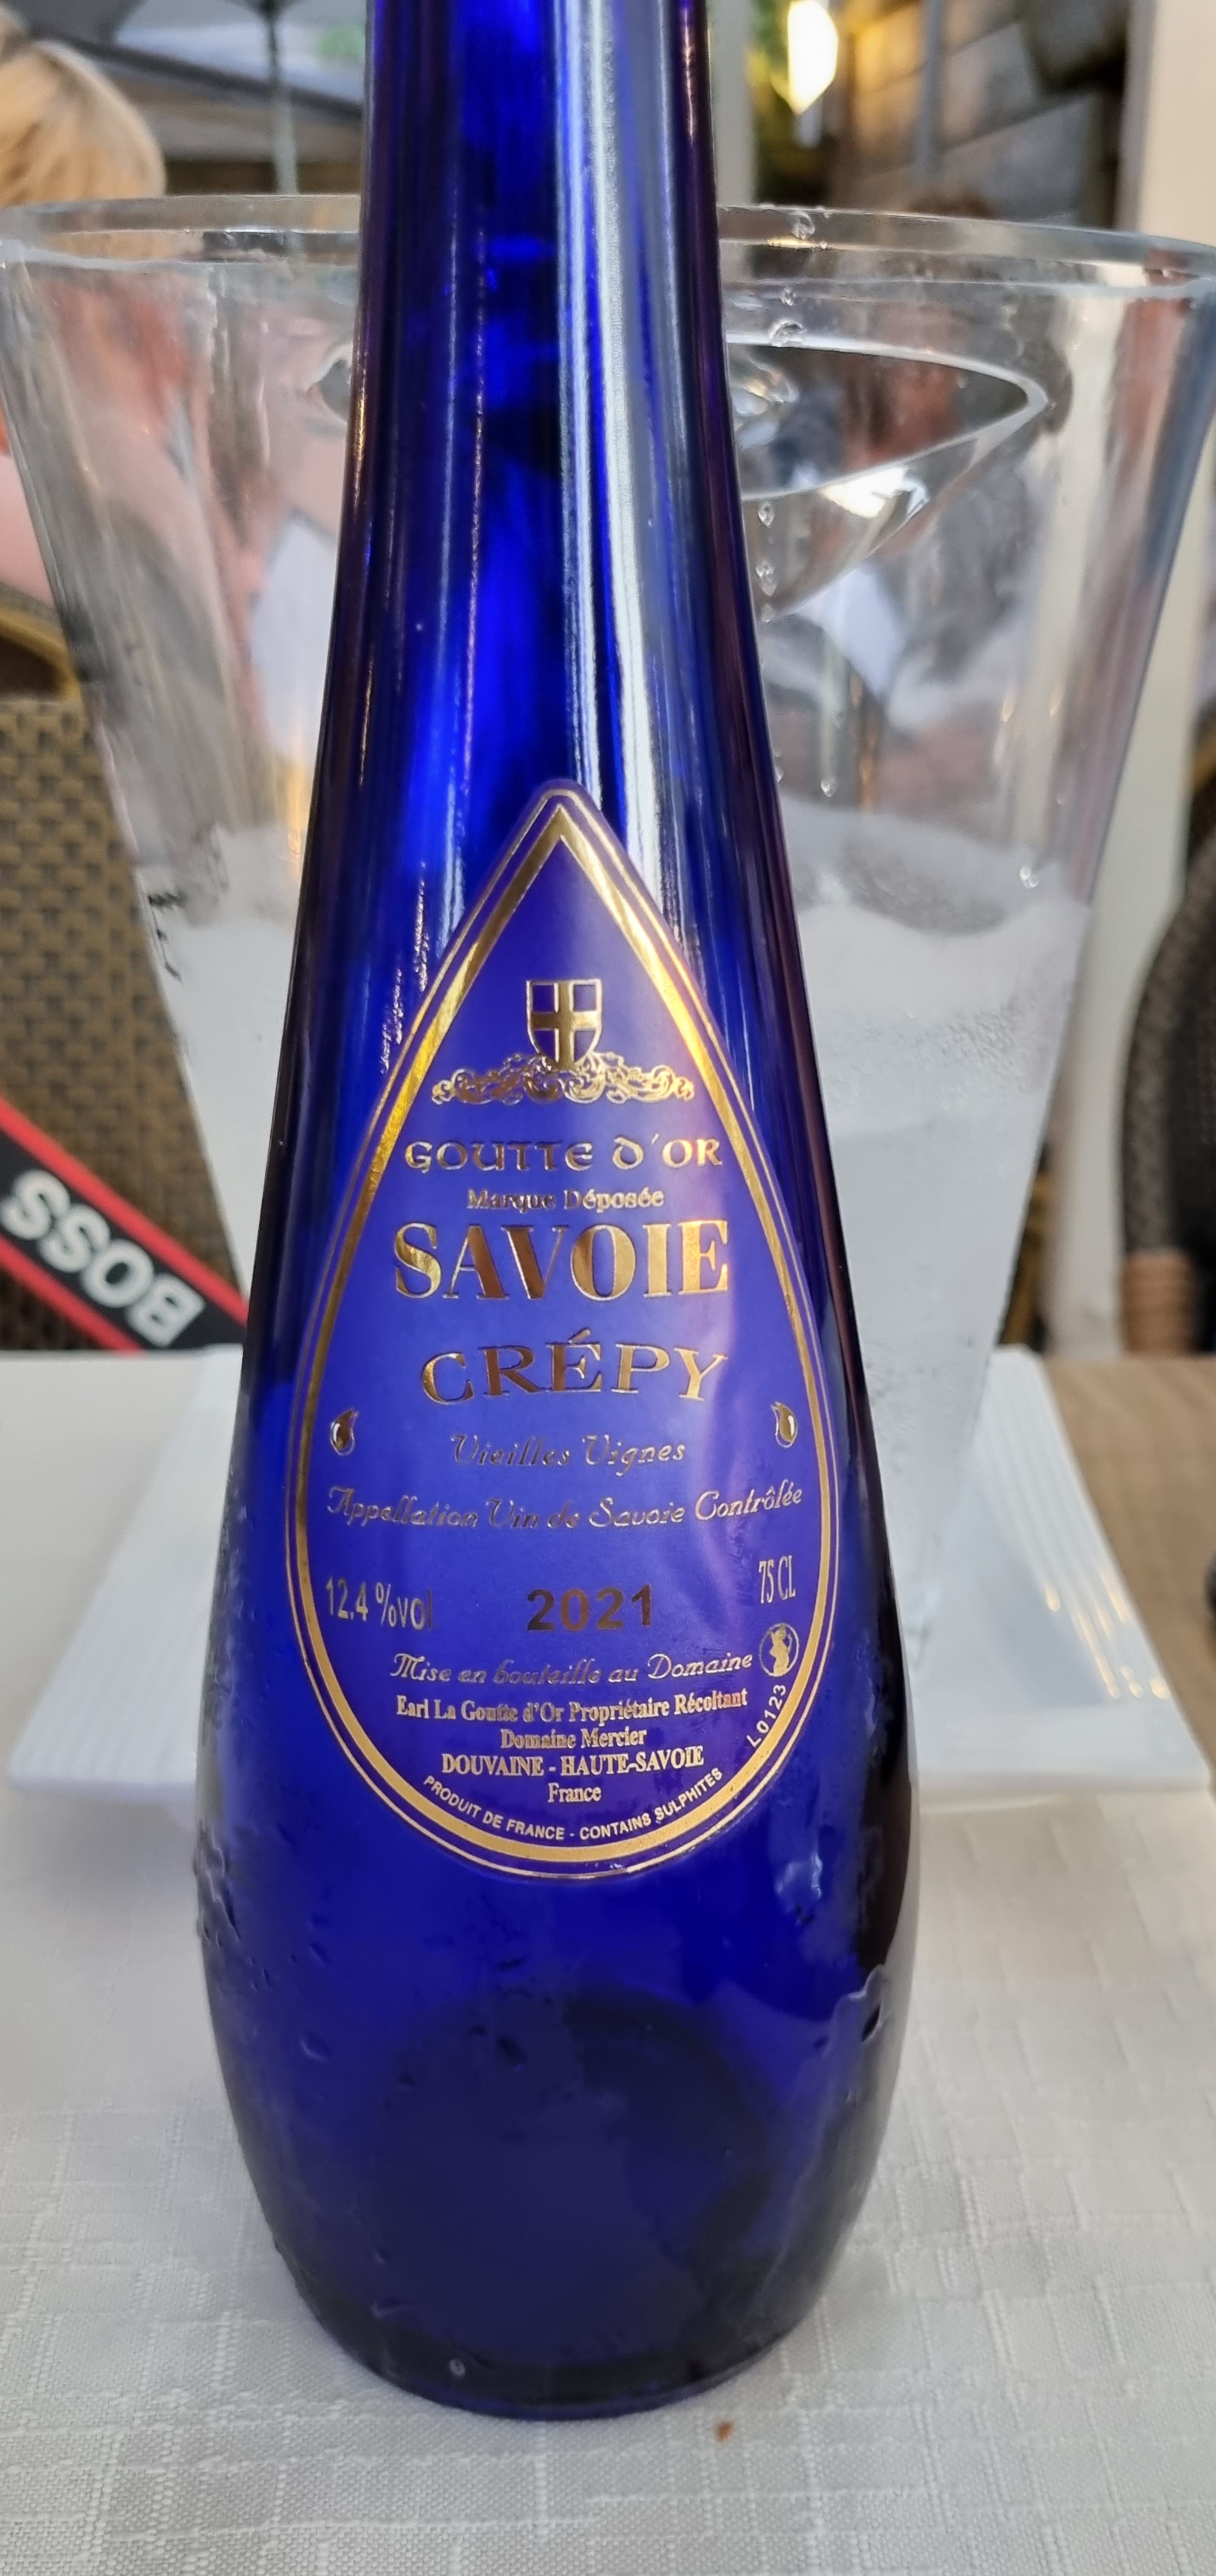 GOUTTE D'OR
Marque Déposée
SAVOIE
CRÉPY
Vieilles Vignes
Appellation Vin de Savoie Contrôlée
12.4 %vol 2021 75 CL
Mise en bouteille au Domaine
Earl La Goutte d'Or Propriétaire Récoltant
Domaine Mercier
DOUVAINE - HAUTE-SAVOIE
France
PRODUIT DE FRANCE - CONTAINS SULPHITES
L0123
BOSS